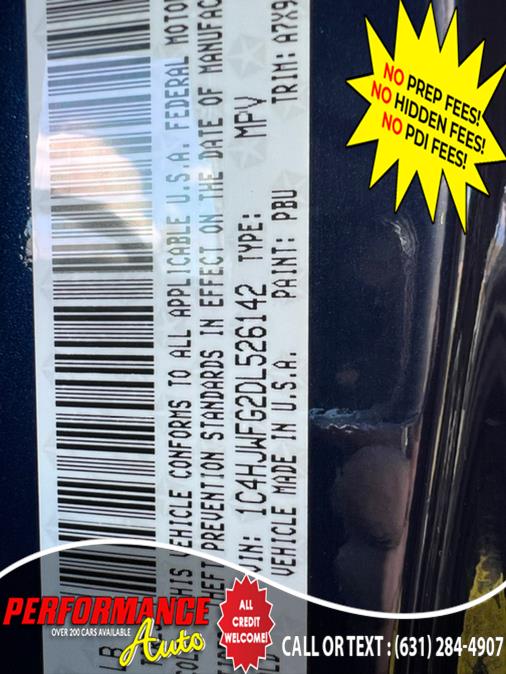 NO PREP FEES!
NO HIDDEN FEES!
NO PDI FEES!
THIS VEHICLE CONFORMS TO ALL APPLICABLE U.S.A. FEDERAL MOTOR
THEFT PREVENTION STANDARDS IN EFFECT ON THE DATE OF MANUFAC
VIN: 1C4HJWFG2DL526142 TYPE: MPV
VEHICLE MADE IN U.S.A. PAINT: PBU TRIM: A7X9
LB
PERFORMANCE
OVER 200 CARS AVAILABLE
Auto
ALL
CREDIT
WELCOME!
CALL OR TEXT : (631) 284-4907